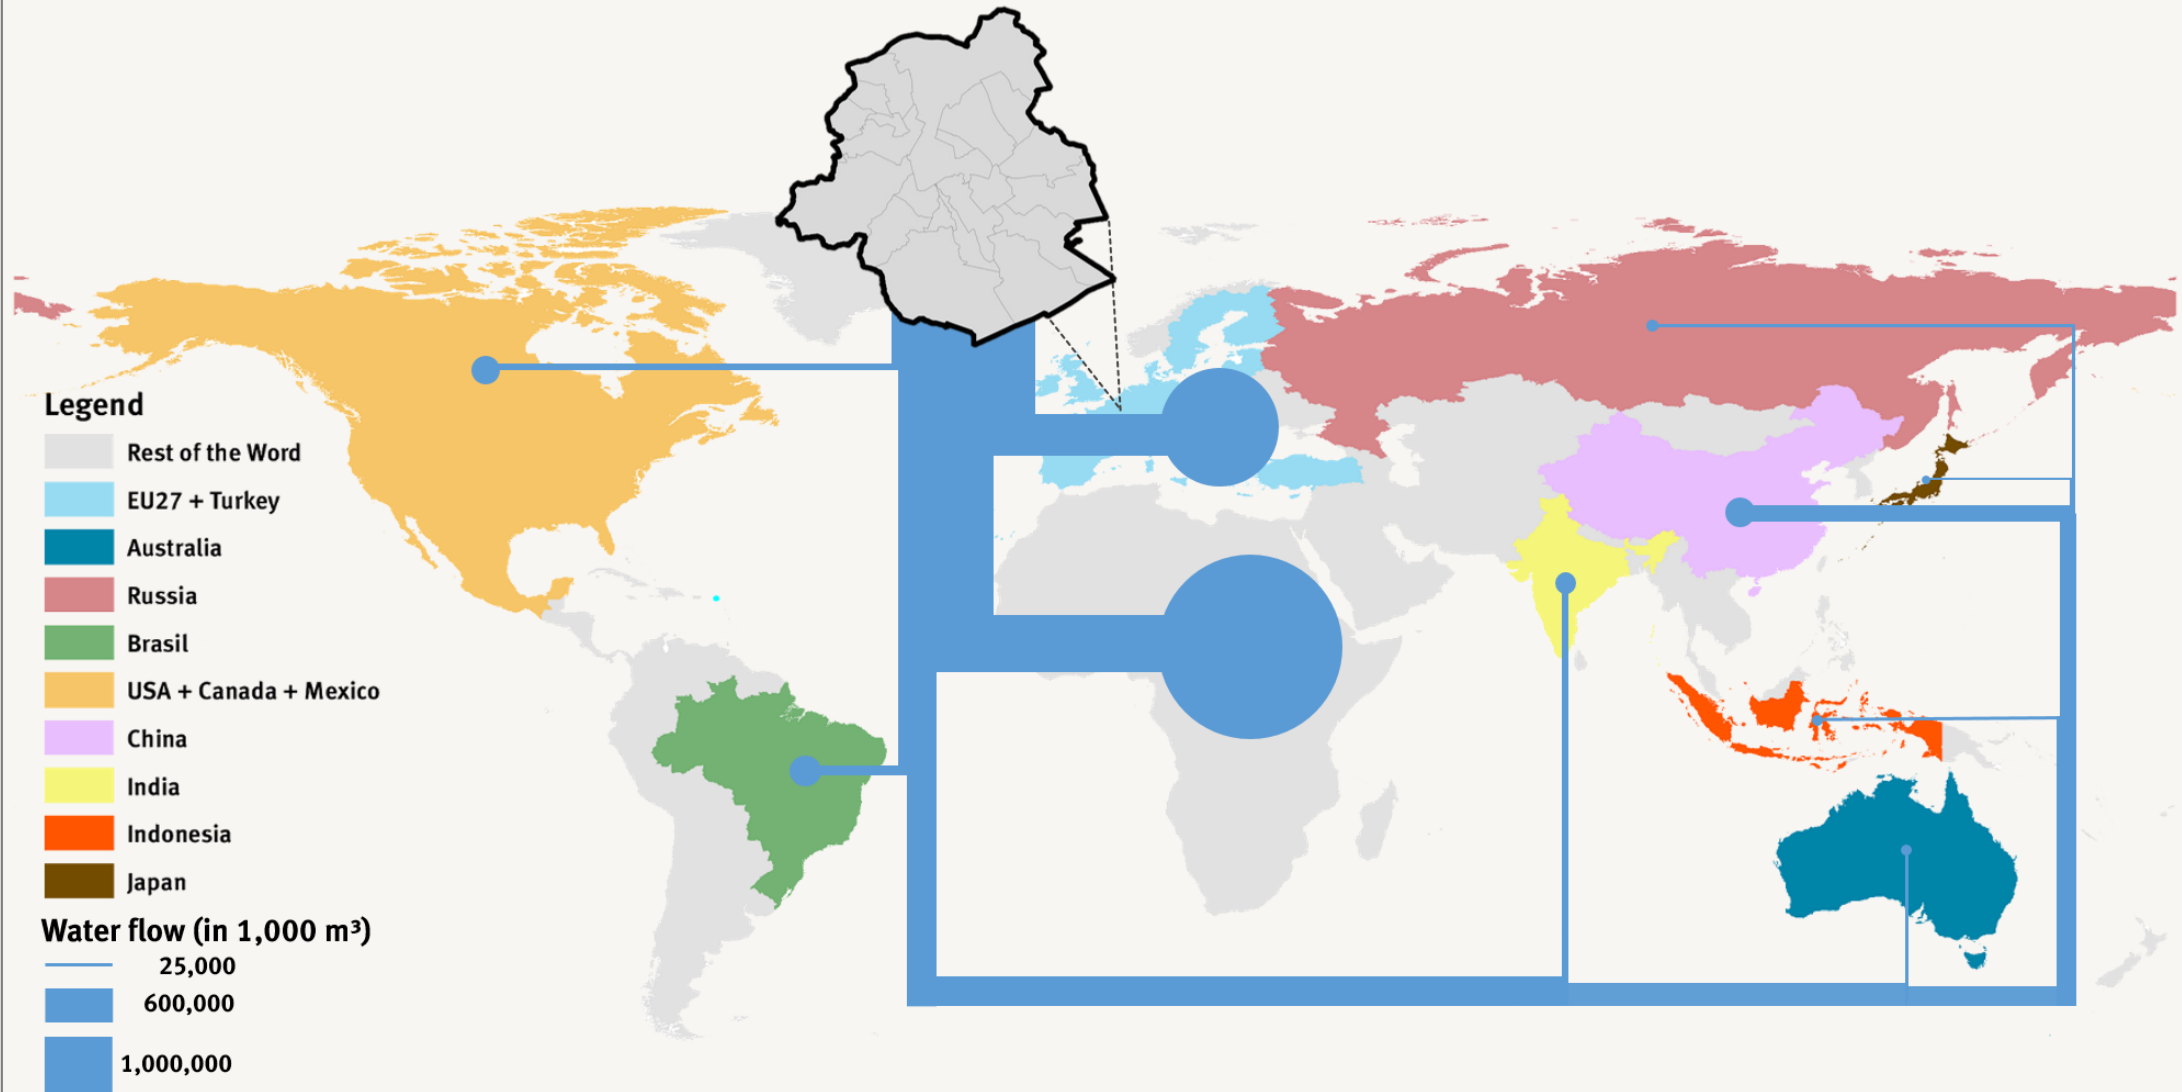 Legend
Rest of the Word
EU27 + Turkey
Australia
Russia
Brasil
USA + Canada + Mexico
China
India
Indonesia
Japan
Water flow (in 1,000 m³)
25,000
600,000
1,000,000